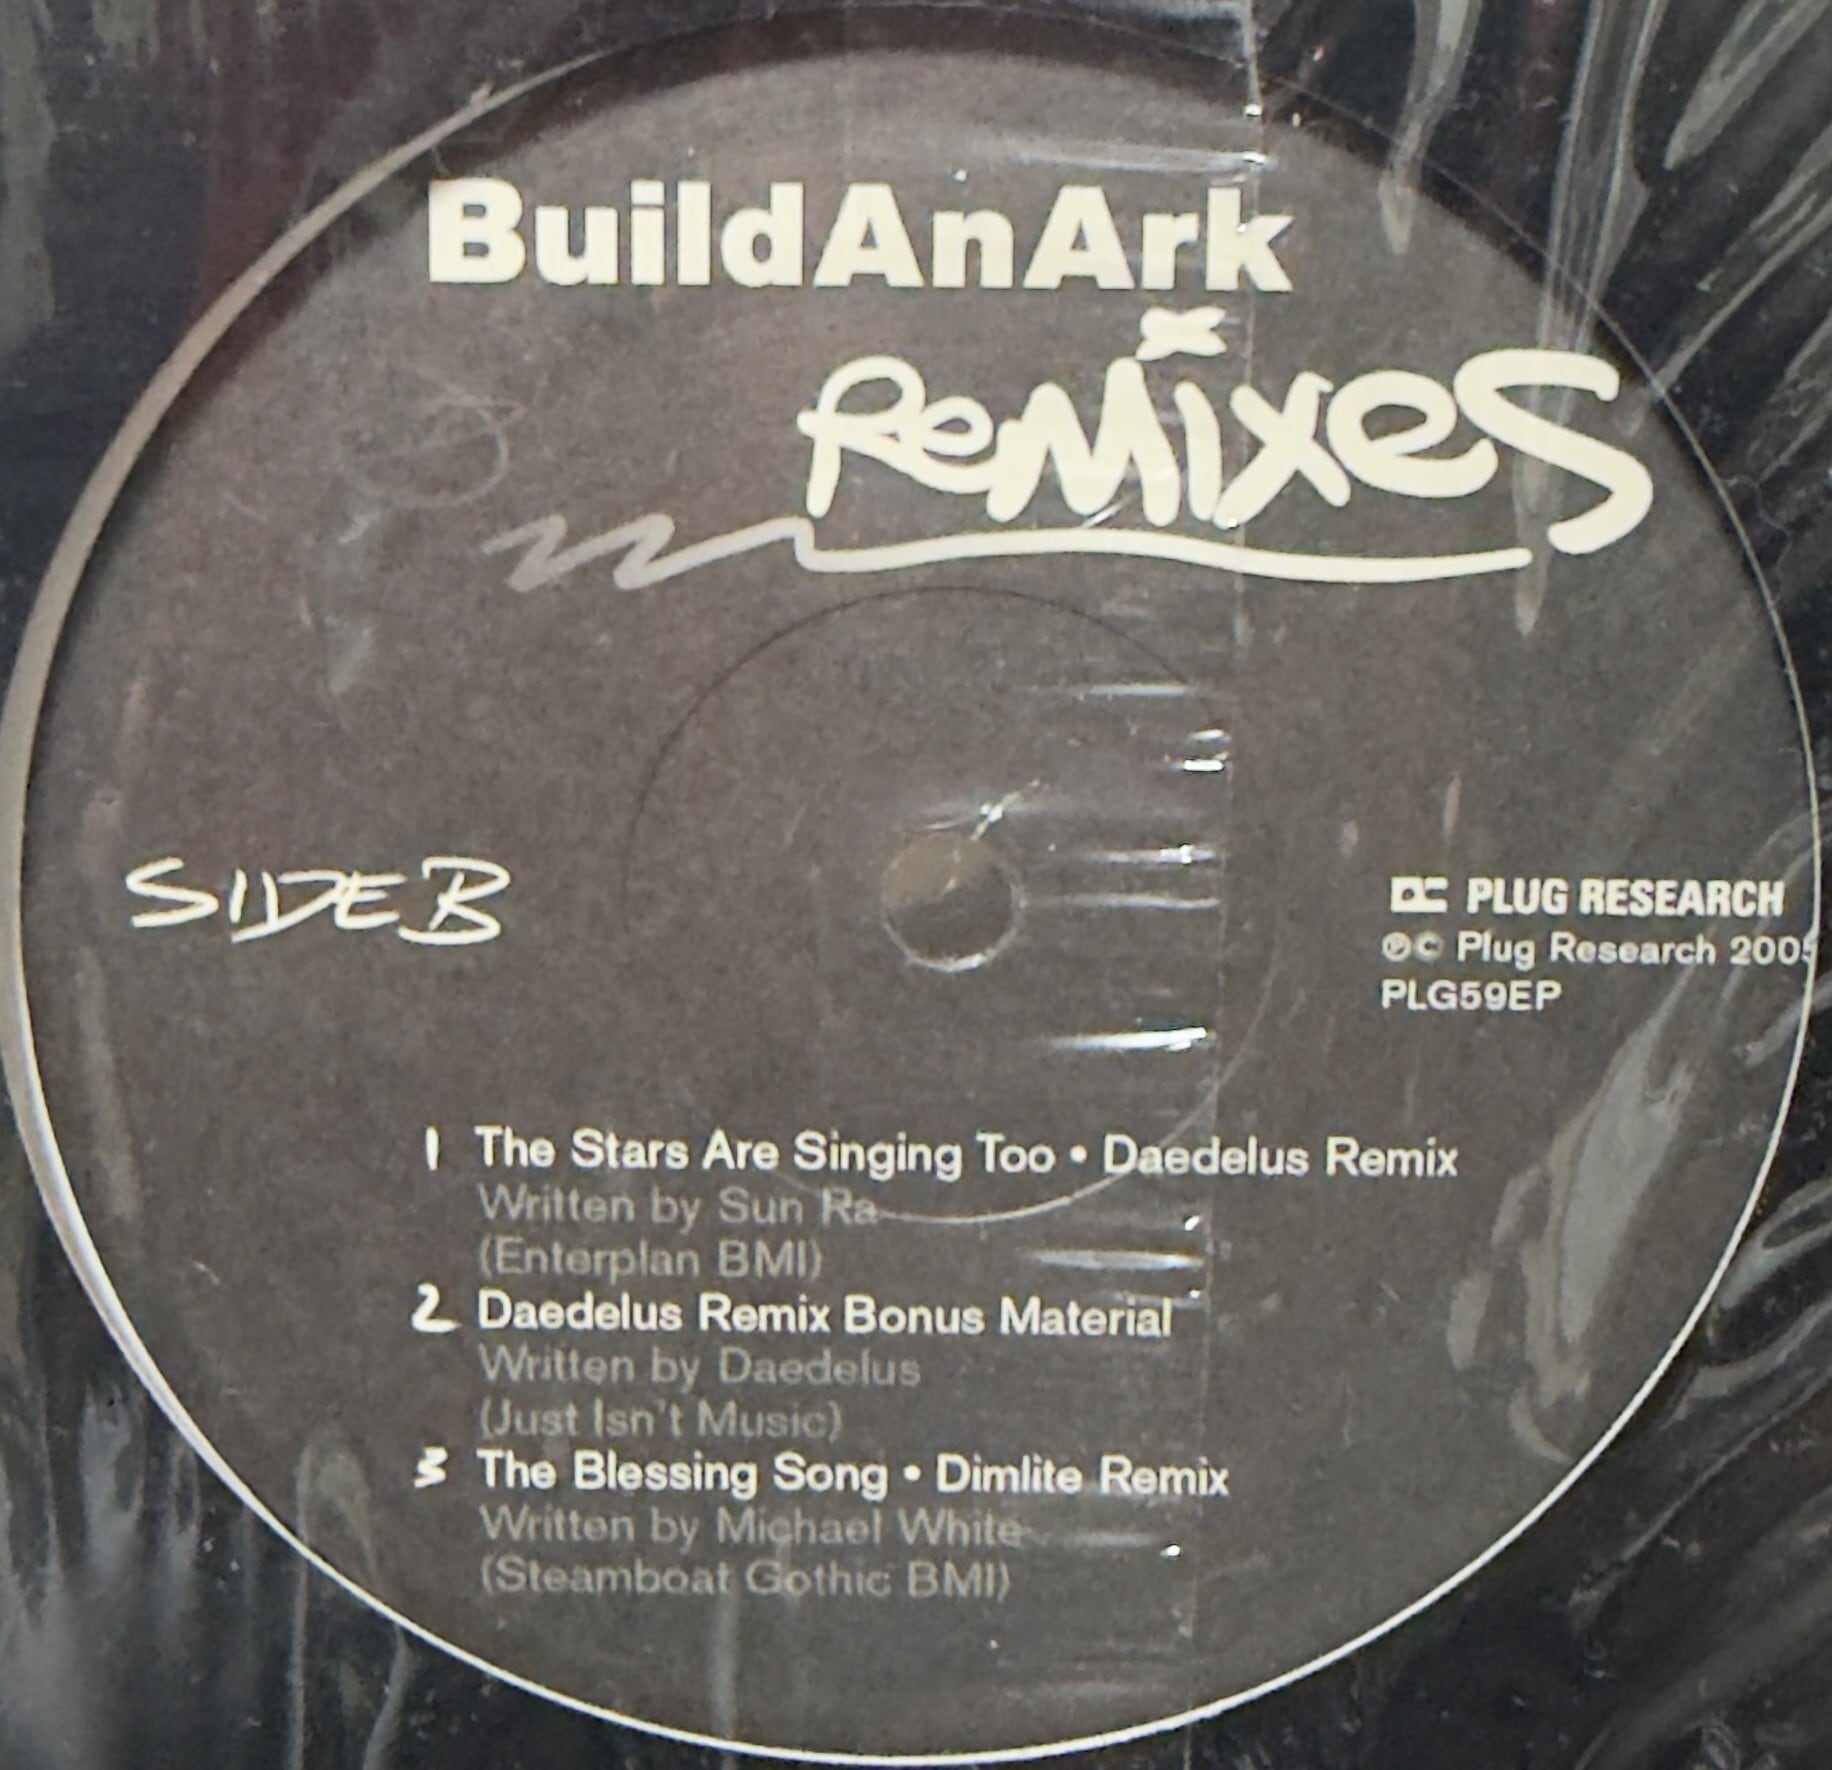 BuildAnArk
Remixes
SIDE B
PLUG RESEARCH
℗© Plug Research 2005
PLG59EP
1 The Stars Are Singing Too • Daedelus Remix
Written by Sun Ra
(Enterplan BMI)
2 Daedelus Remix Bonus Material
Written by Daedelus
(Just Isn't Music)
3 The Blessing Song • Dimlite Remix
Written by Michael White
(Steamboat Gothic BMI)